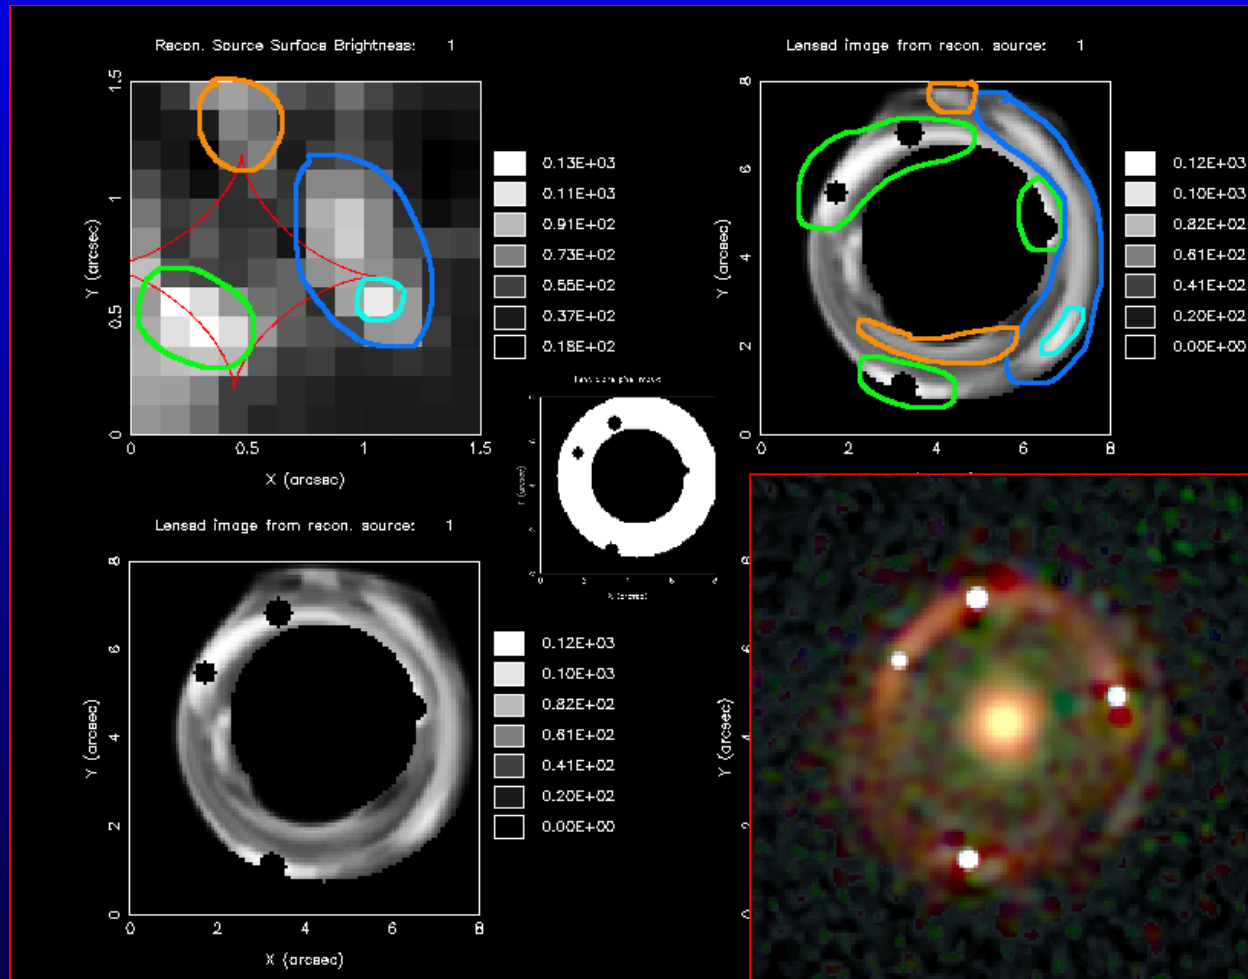 Recon. Source Surface Brightness: 1
1.5
1
0.5
0
0
0.5
1
1.5
Y (arcsec)
X (arcsec)
0.13E+03
0.11E+03
0.91E+02
0.73E+02
0.55E+02
0.37E+02
0.18E+02
Lensed image from recon. source: 1
8
6
4
2
0
0
2
4
6
8
Y (arcsec)
0.12E+03
0.10E+03
0.82E+02
0.61E+02
0.41E+02
0.20E+02
0.00E+00
X (arcsec)
Lensed image from recon. source: 1
8
6
4
2
0
0
2
4
6
8
Y (arcsec)
X (arcsec)
0.12E+03
0.10E+03
0.82E+02
0.61E+02
0.41E+02
0.20E+02
0.00E+00
8
6
4
2
0
Y (arcsec)